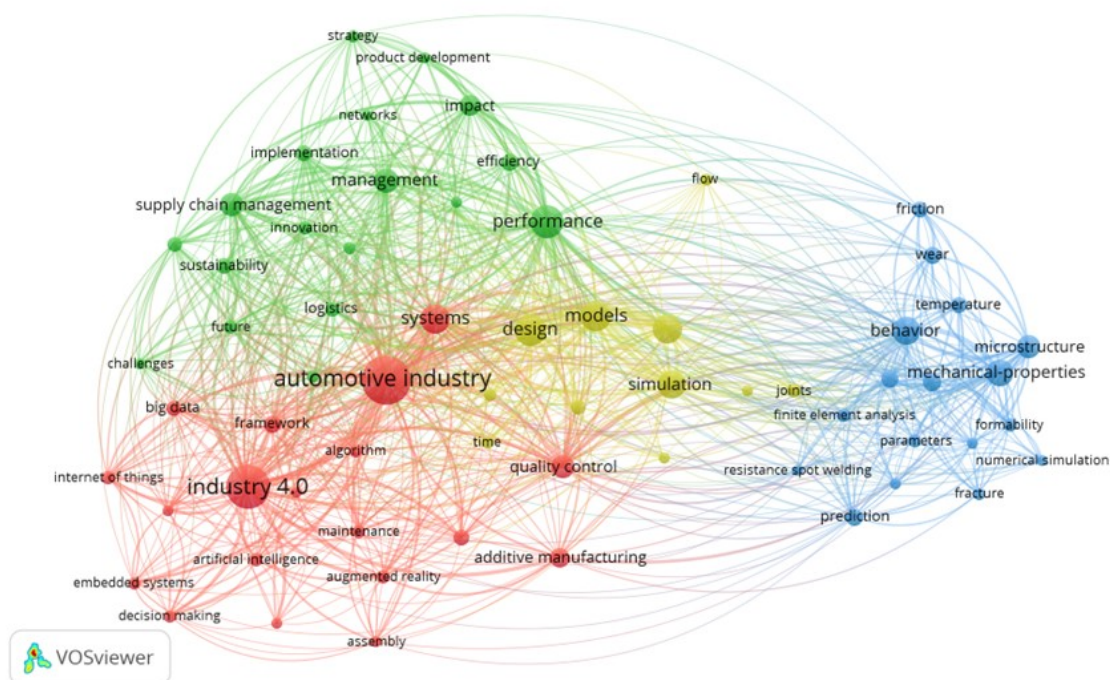 strategy
product development
impact
networks
implementation
efficiency
management
flow
supply chain management
performance
friction
innovation
wear
sustainability
temperature
logistics
systems
models
design
future
behavior
microstructure
challenges
mechanical-properties
automotive industry
simulation
joints
big data
finite element analysis
framework
formability
time
algorithm
parameters
quality control
numerical simulation
internet of things
resistance spot welding
industry 4.0
fracture
prediction
maintenance
artificial intelligence
additive manufacturing
augmented reality
embedded systems
decision making
assembly
VOSviewer